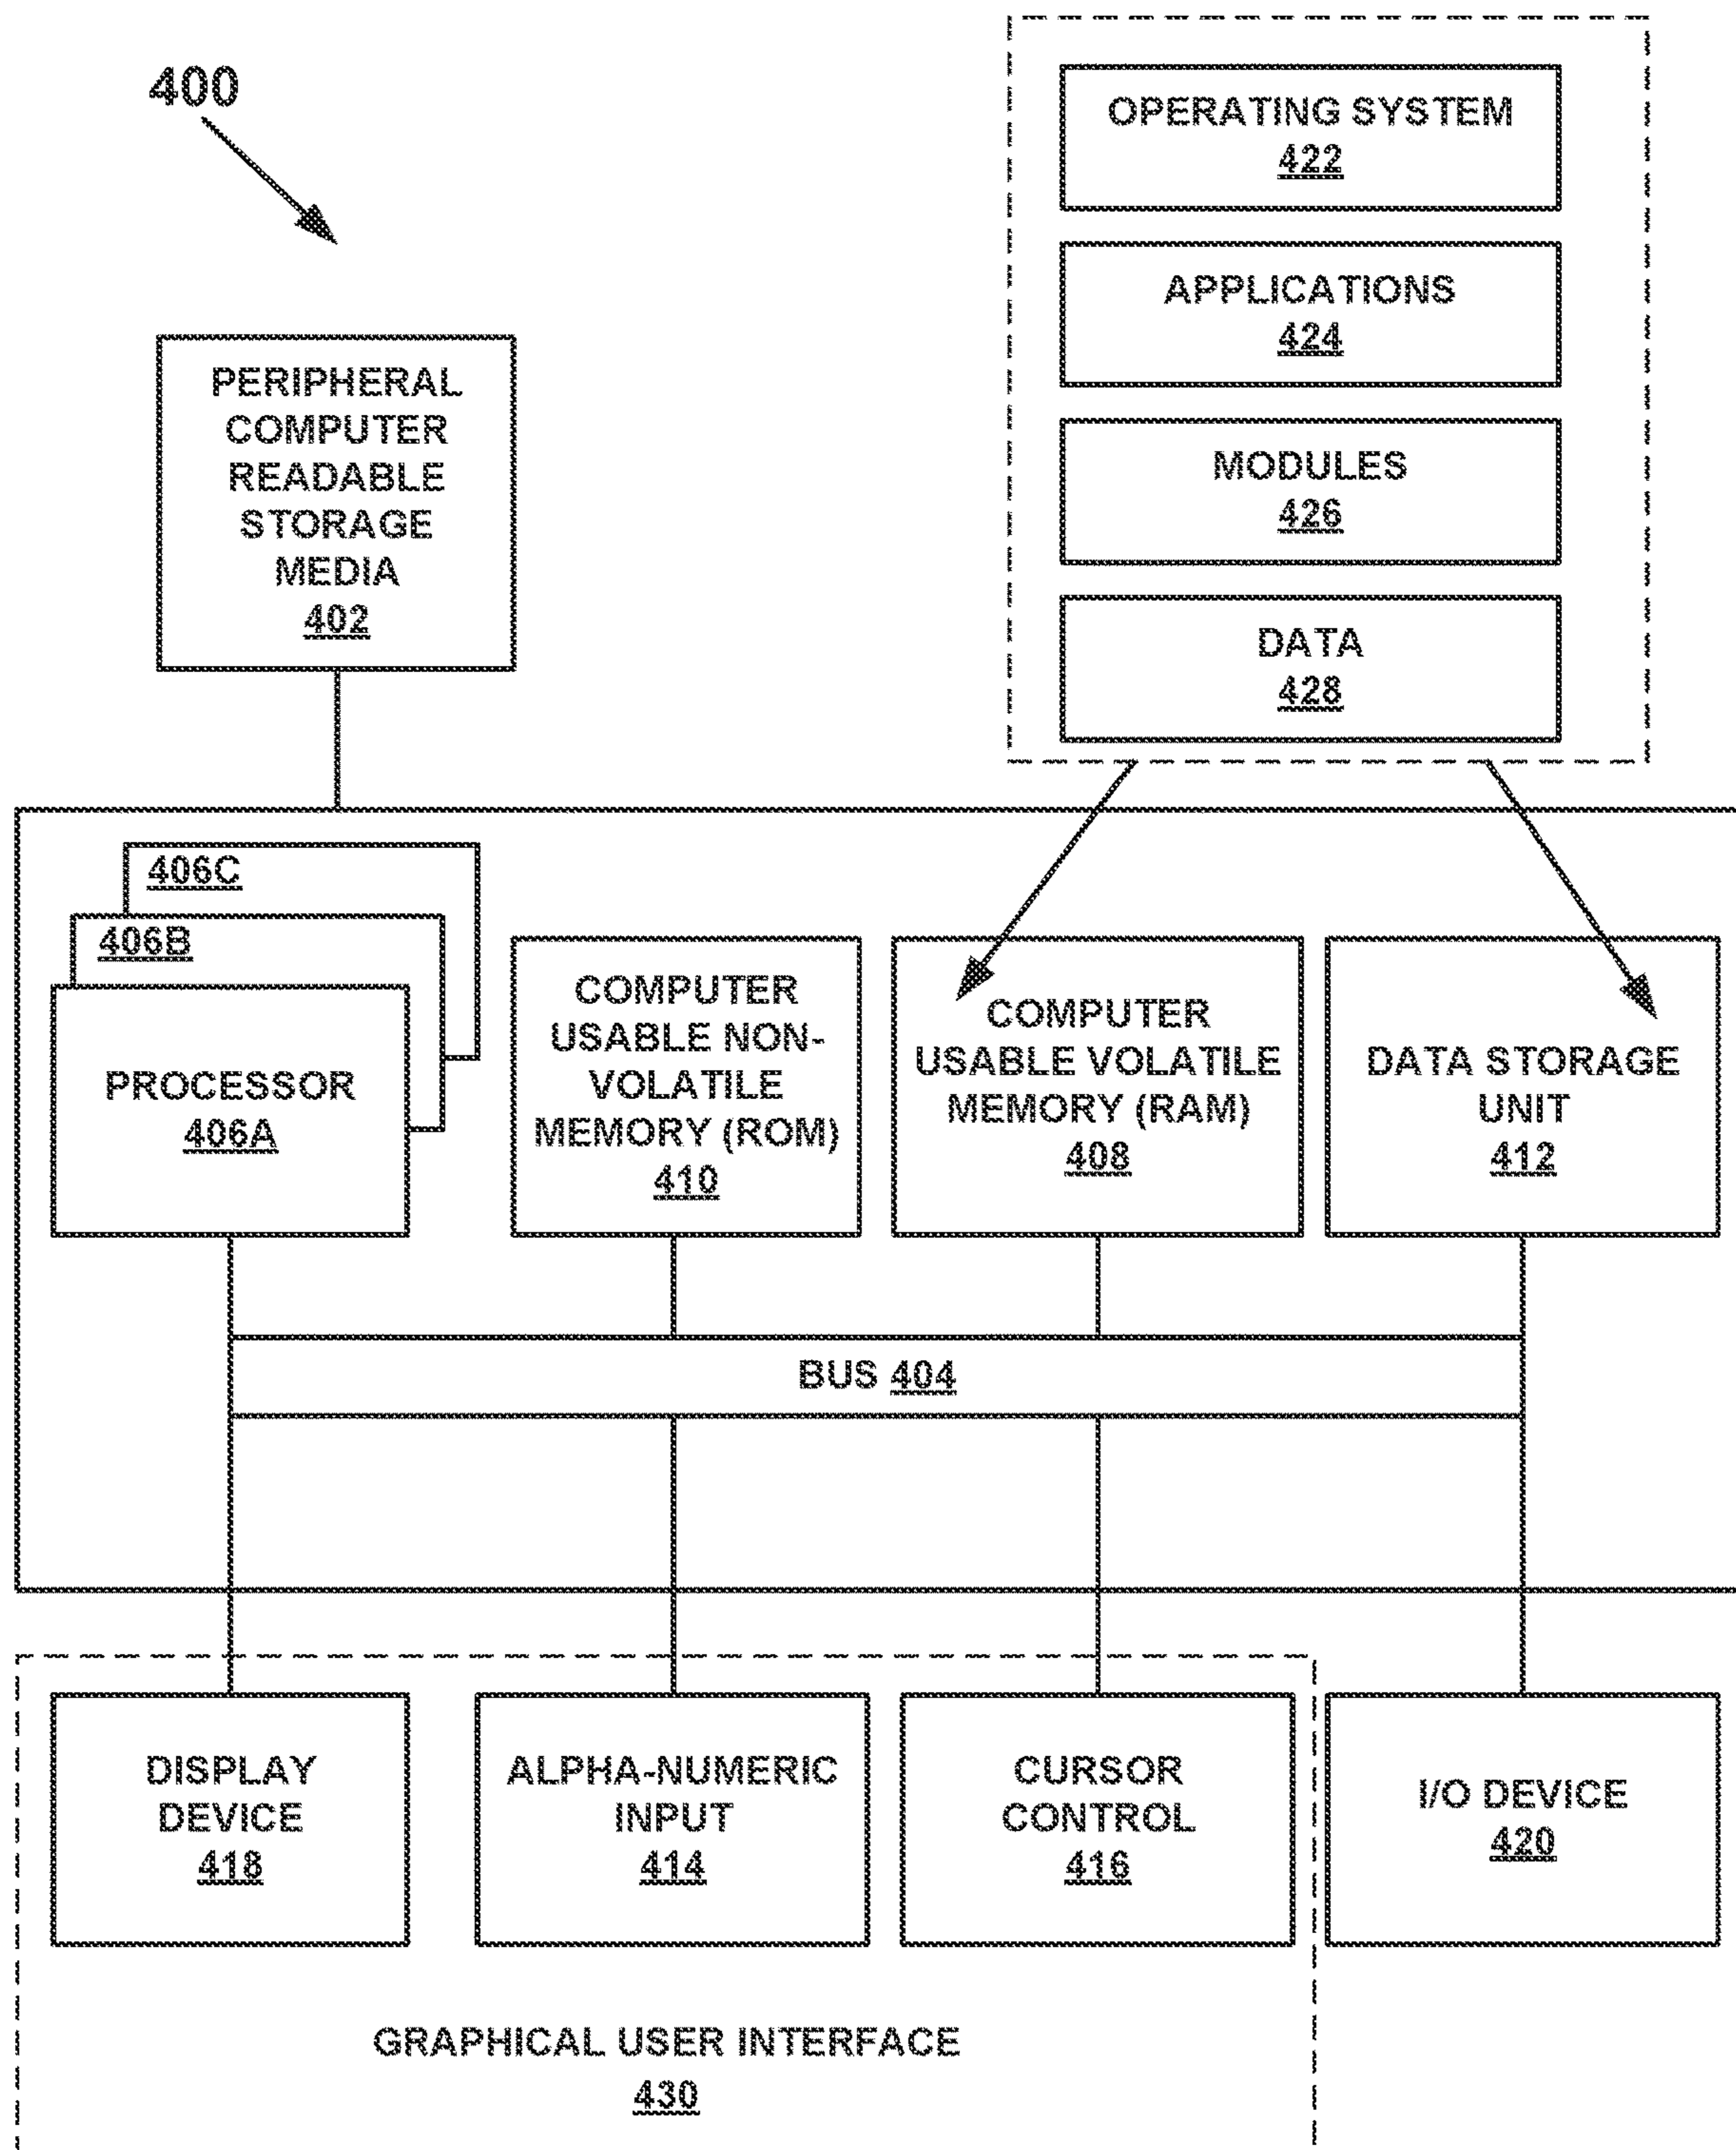 400
OPERATING SYSTEM
422
APPLICATIONS
424
MODULES
426
DATA
428
PERIPHERAL
COMPUTER
READABLE
STORAGE
MEDIA
402
406C
406B
PROCESSOR
406A
COMPUTER
USABLE NON-
VOLATILE
MEMORY (ROM)
410
COMPUTER
USABLE VOLATILE
MEMORY (RAM)
408
DATA STORAGE
UNIT
412
BUS 404
DISPLAY
DEVICE
418
ALPHA-NUMERIC
INPUT
414
CURSOR
CONTROL
416
I/O DEVICE
420
GRAPHICAL USER INTERFACE
430